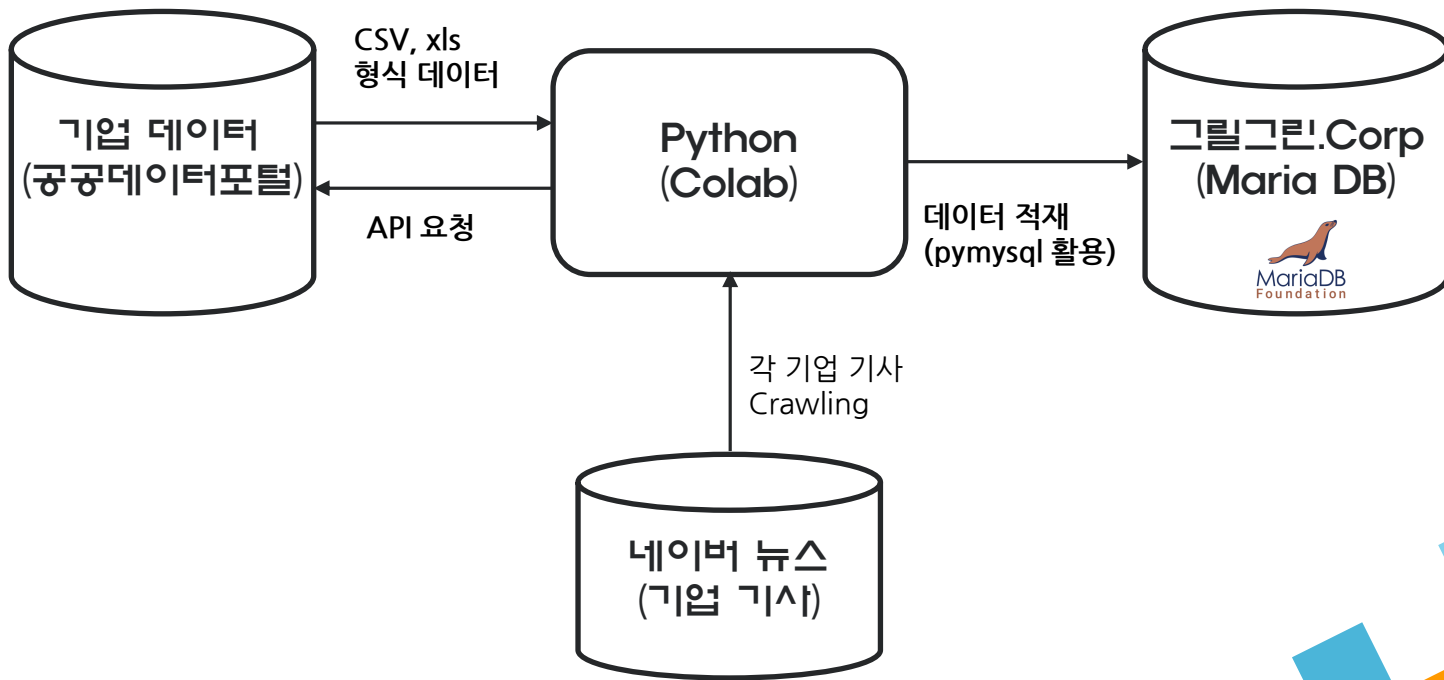 CSV, xls
형식 데이터
기업 데이터
(공공데이터포털)
API 요청
Python
(Colab)
데이터 적재
(pymysql 활용)
그릴그린.Corp
(Maria DB)
MariaDB
Foundation
각 기업 기사
Crawling
네이버 뉴스
(기업 기사)